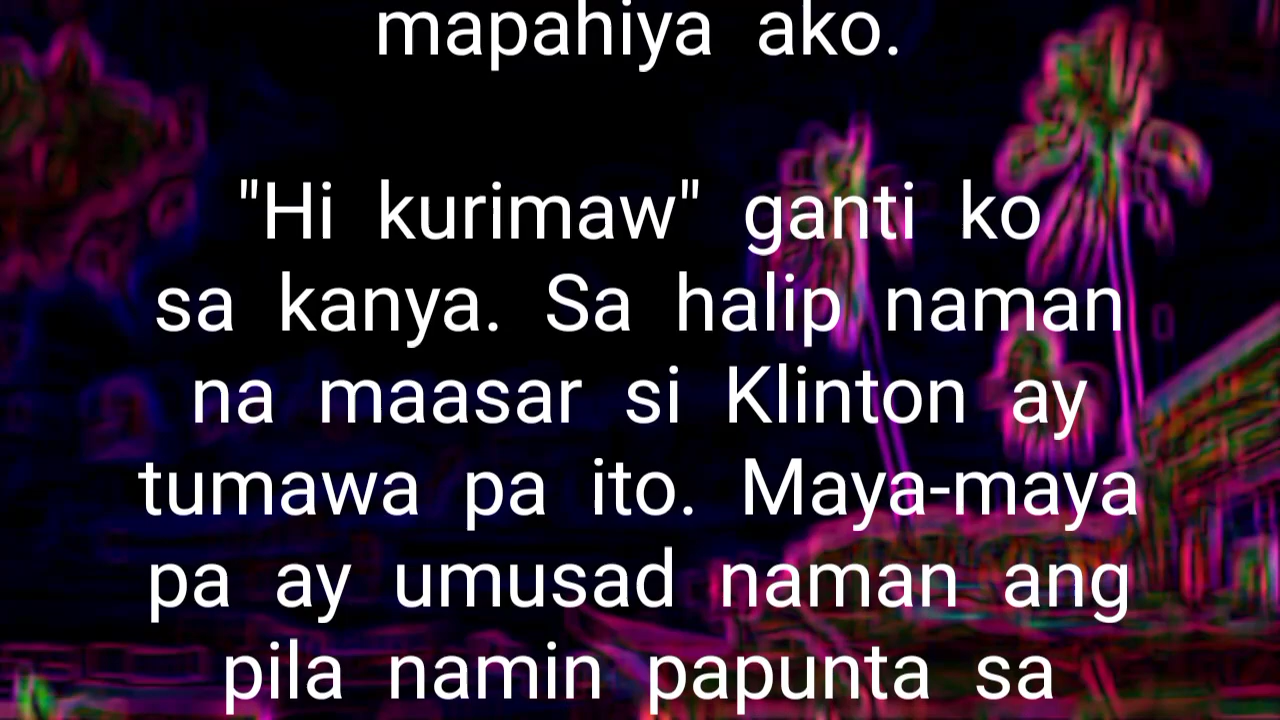 mapahiya ako.
"Hi kurimaw" ganti ko
sa kanya. Sa halip naman
na maasar si Klinton ay
tumawa pa ito. Maya-maya
pa ay umusad naman ang
pila namin papunta sa